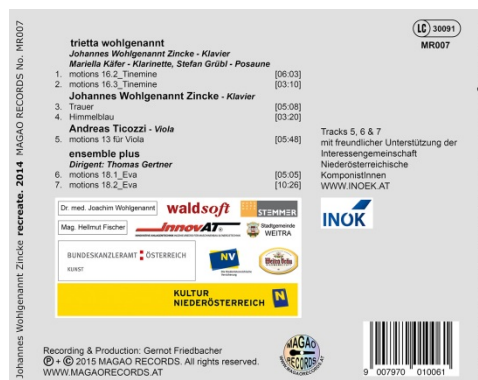 Johannes Wohlgenannt Zincke recreate. 2014 MAGAO RECORDS No. MR007
LC 30091
MR007
trietta wohlgenannt
Johannes Wohlgenannt Zincke - Klavier
Mariella Käfer - Klarinette, Stefan Grübl - Posaune
1. motions 16.2_Tinemine [06:03]
2. motions 16.3_Tinemine [03:10]
Johannes Wohlgenannt Zincke - Klavier
3. Trauer [05:08]
4. Himmelblau [03:20]
Andreas Ticozzi - Viola
5. motions 13 für Viola [05:48]
ensemble plus
Dirigent: Thomas Gertner
6. motions 18.1_Eva [05:05]
7. motions 18.2_Eva [10:26]
Tracks 5, 6 & 7
mit freundlicher Unterstützung der
Interessengemeinschaft
Niederösterreichische
KomponistInnen
WWW.INOEK.AT
INÖK
Dr. med. Joachim Wohlgenannt
waldsoft
STEMMER
Mag. Hellmut Fischer
InnovAT
Stadtgemeinde
WEITRA
BUNDESKANZLERAMT ÖSTERREICH
KUNST
NV
Weitra Bräu
KULTUR
NIEDERÖSTERREICH
N
Recording & Production: Gernot Friedbacher
℗ + © 2015 MAGAO RECORDS. All rights reserved.
WWW.MAGAORECORDS.AT
MAGAO
RECORDS
9 007970 010061